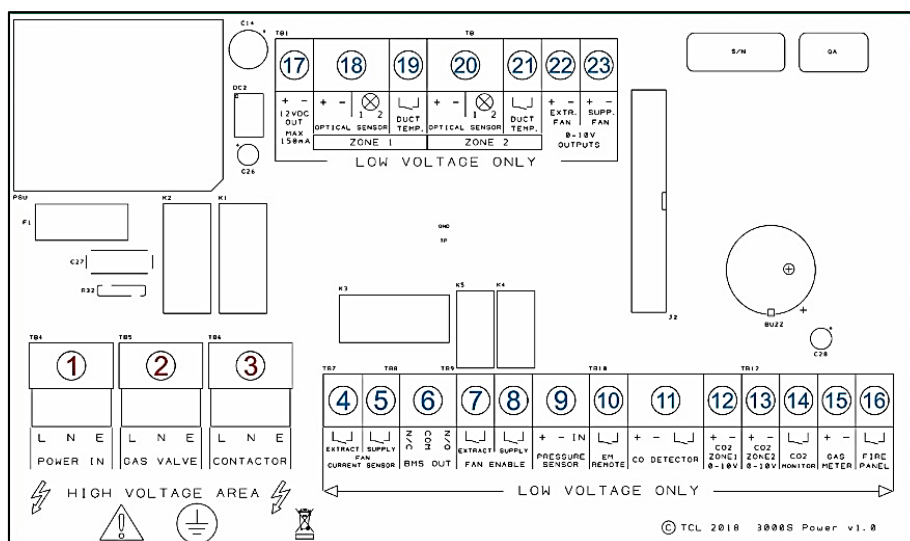 C14
TB1
TB
S/N
QA
17 18 19 20 21 22 23
DC2
+ - + - 1 2 + - 1 2 + - + -
12VDC OUT MAX 150mA
OPTICAL SENSOR
DUCT TEMP.
OPTICAL SENSOR
DUCT TEMP.
EXTR. FAN
SUPP. FAN
0-10V OUTPUTS
ZONE 1
ZONE 2
LOW VOLTAGE ONLY
C26
PSU
F1
K2
K1
GND
TP
C27
R32
K3
K5
K4
J2
+
BUZZ
C28
TB4
TB5
TB6
1 2 3
L N E L N E L N E
POWER IN
GAS VALVE
CONTACTOR
HIGH VOLTAGE AREA
TB7
TB8
TB9
TB10
TB12
4 5 6 7 8 9 10 11 12 13 14 15 16
EXTRACT SUPPLY
FAN
CURRENT SENSOR
N/C COM N/O
BMS OUT
EXTRACT SUPPLY
FAN ENABLE
+ - IN
PRESSURE SENSOR
EM REMOTE
+ -
CO DETECTOR
+ -
CO2 ZONE1 0-10V
+ -
CO2 ZONE2 0-10V
CO2 MONITOR
+ -
GAS METER
FIRE PANEL
LOW VOLTAGE ONLY
© TCL 2018 3000S Power v1.0